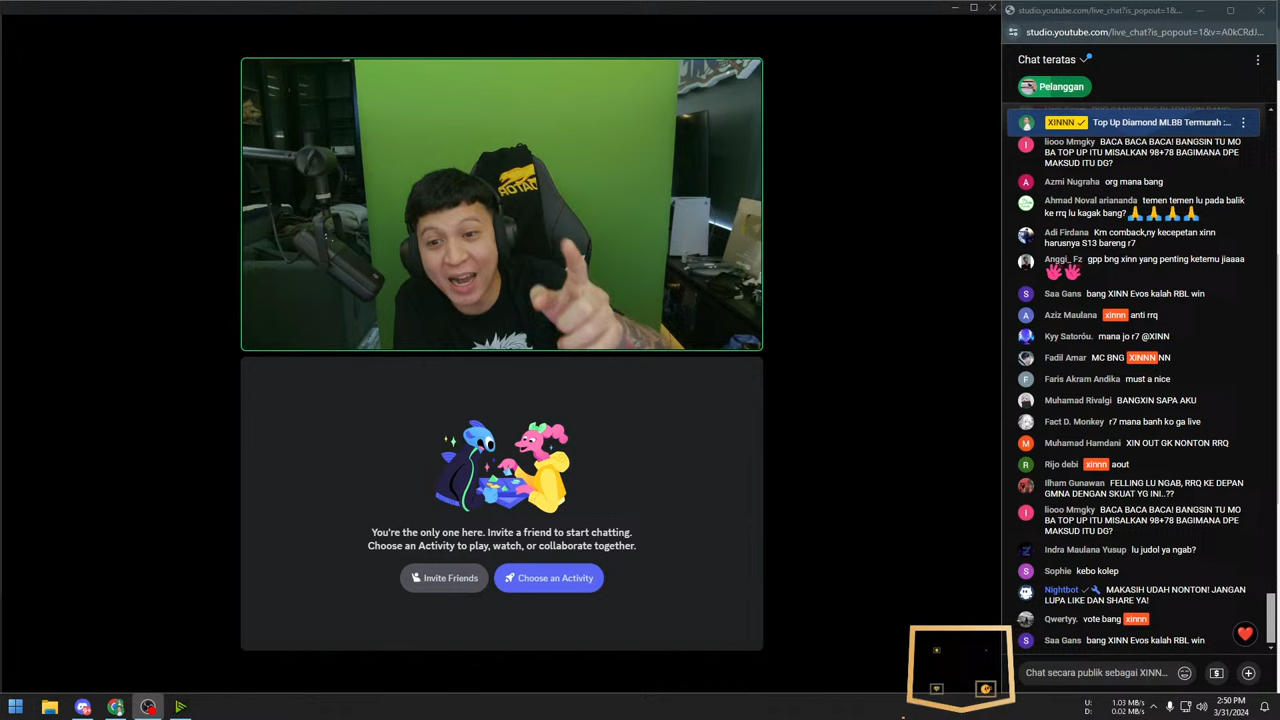 studio.youtube.com/live_chat?is_popout=1&...
studio.youtube.com/live_chat?is_popout=1&v=A0kCRdJ...
Chat teratas
Pelanggan
XINNN Top Up Diamond MLBB Termurah :...
liooo Mmgky BACA BACA BACA! BANGSIN TU MO
BA TOP UP ITU MISALKAN 98+78 BAGIMANA DPE
MAKSUD ITU DG?
Azmi Nugraha org mana bang
Ahmad Noval ariananda temen temen lu pada balik
ke rrq lu kagak bang?🙏🙏🙏🙏
Adi Firdana Km comback,ny kecepetan xinn
harusnya S13 bareng r7
Anggi_ Fz gpp bng xinn yang penting ketemu jiaaaa
Saa Gans bang XINN Evos kalah RBL win
Aziz Maulana xinnn anti rrq
Kyy Satoróu. mana jo r7 @XINN
Fadil Amar MC BNG XINNN NN
Faris Akram Andika must a nice
Muhamad Rivalgi BANGXIN SAPA AKU
Fact D. Monkey r7 mana banh ko ga live
Muhamad Hamdani XIN OUT GK NONTON RRQ
Rijo debi xinnn aout
Ilham Gunawan FELLING LU NGAB, RRQ KE DEPAN
GMNA DENGAN SKUAT YG INI..??
liooo Mmgky BACA BACA BACA! BANGSIN TU MO
BA TOP UP ITU MISALKAN 98+78 BAGIMANA DPE
MAKSUD ITU DG?
Indra Maulana Yusup lu judol ya ngab?
Sophie kebo kolep
Nightbot MAKASIH UDAH NONTON! JANGAN
LUPA LIKE DAN SHARE YA!
Qwertyy. vote bang xinnn
Saa Gans bang XINN Evos kalah RBL win
Chat secara publik sebagai XINN...
You're the only one here. Invite a friend to start chatting.
Choose an Activity to play, watch, or collaborate together.
Invite Friends
Choose an Activity
U: 1.03 MB/s
D: 0.02 MB/s
2:50 PM
3/31/2024